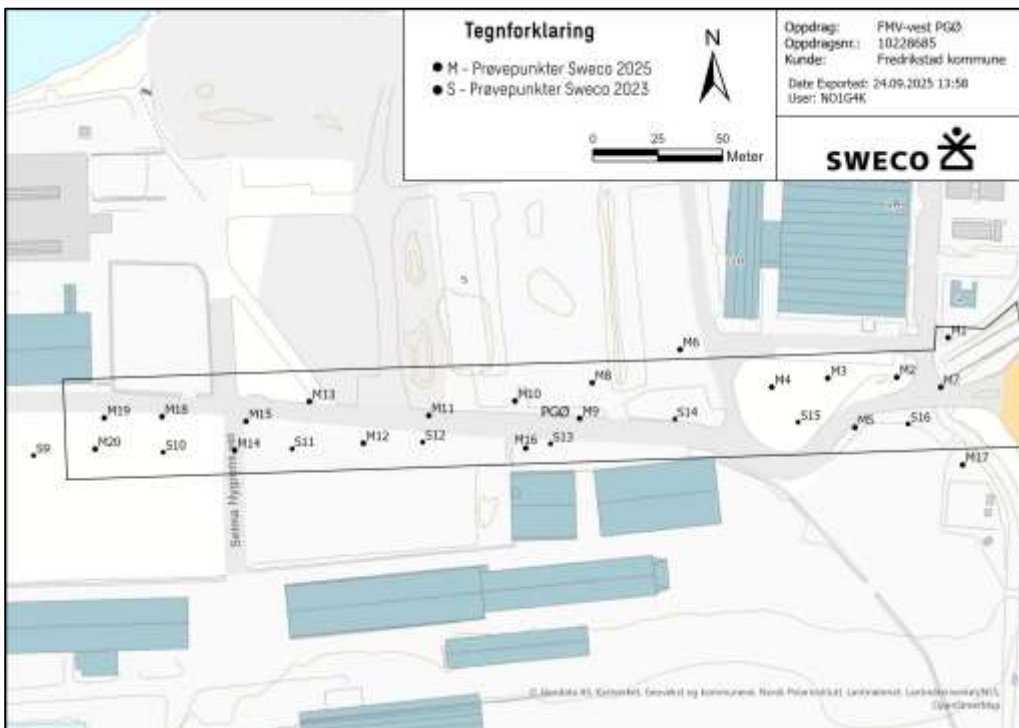 Tegnforklaring
M - Prøvepunkter Sweco 2025
S - Prøvepunkter Sweco 2023
N
0 25 50
Meter
Oppdrag: FMV-vest PGØ
Oppdragsnr.: 10228685
Kunde: Fredrikstad kommune
Date Exported: 24.09.2025 13:58
User: NO1G4K
SWECO
5
M1
M6
M3
M2
M4
M7
M8
M13
M10
M19
M18
M15
M11
PGØ
M9
S14
S15
M5
S16
S9
M20
S10
M14
S11
M12
S12
M16
S13
M17
Selma Nygrens vei
OpenStreetMap